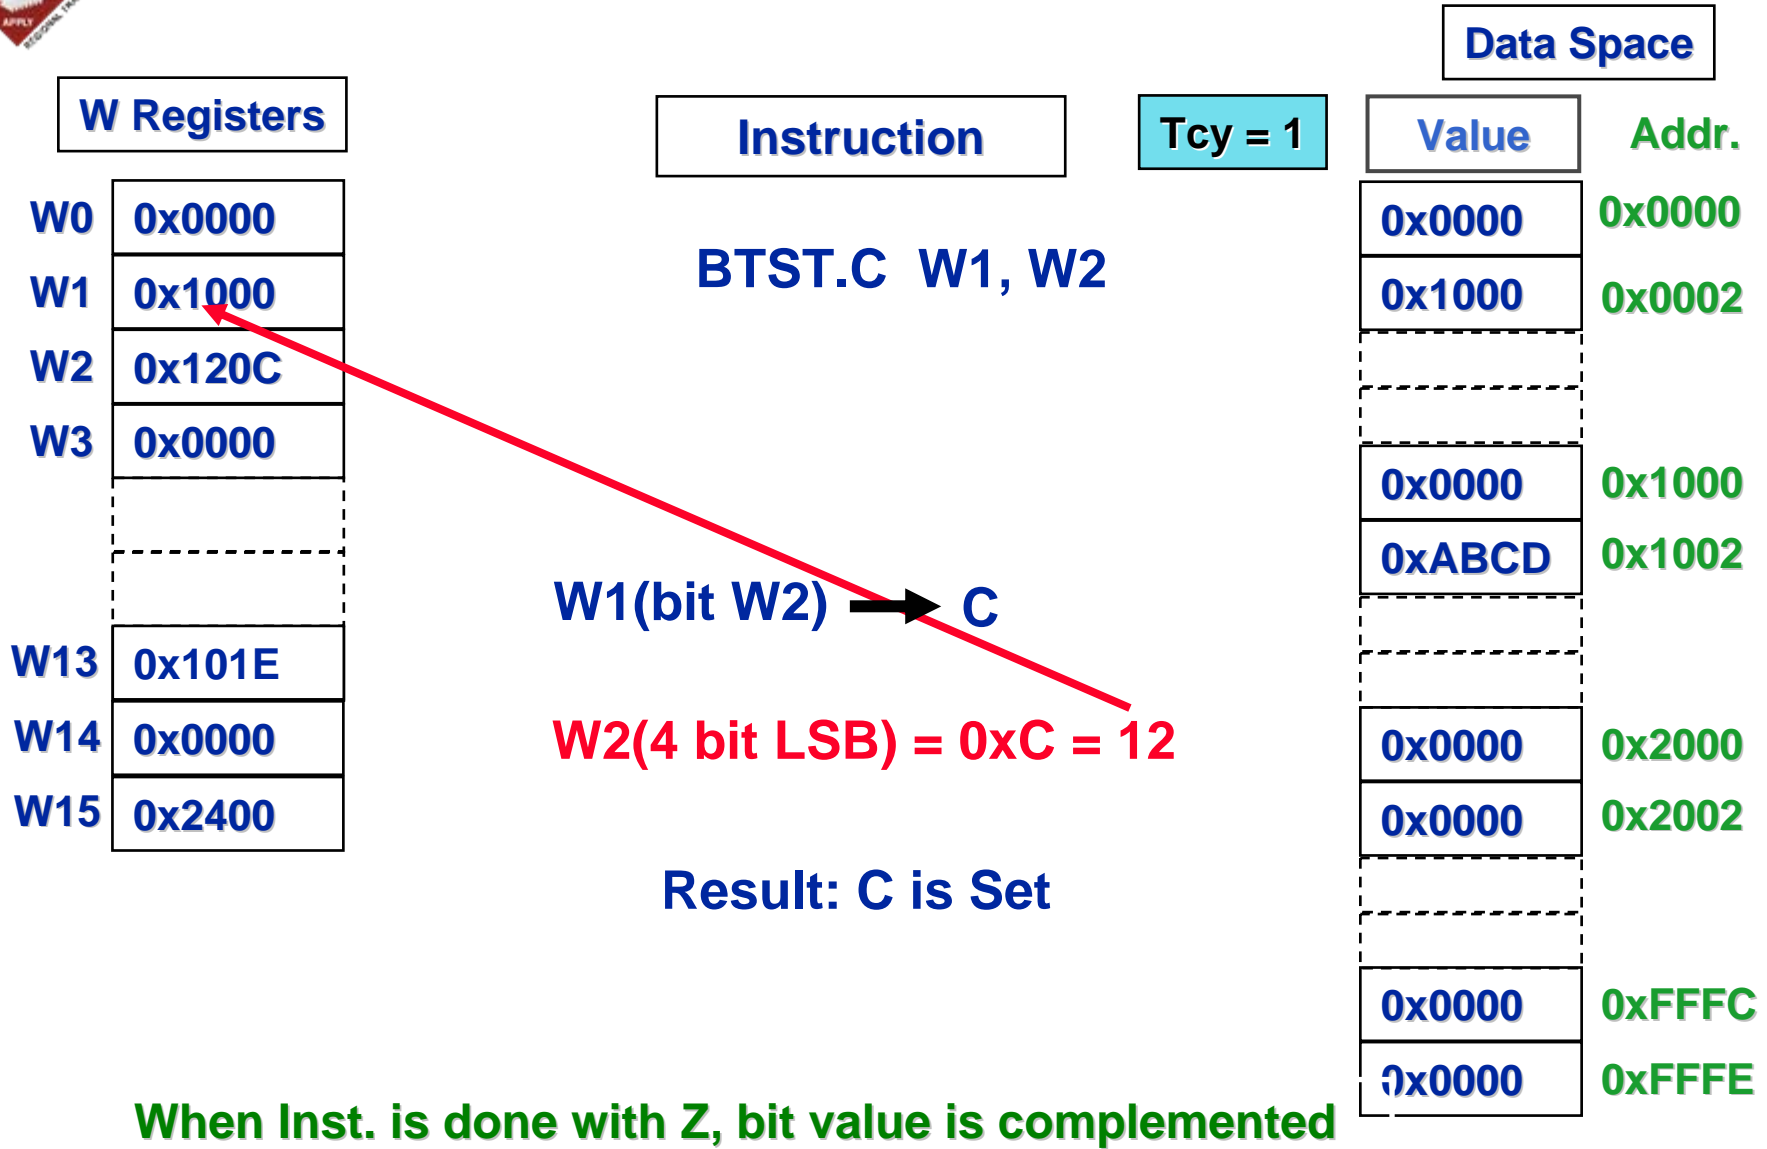 APPLY
REGIONAL TRA
Data Space
W Registers
Instruction
Tcy = 1
Value
Addr.
W0 0x0000
W1 0x1000
W2 0x120C
W3 0x0000
W13 0x101E
W14 0x0000
W15 0x2400
BTST.C W1, W2
W1(bit W2) C
W2(4 bit LSB) = 0xC = 12
Result: C is Set
0x0000 0x0000
0x1000 0x0002
0x0000 0x1000
0xABCD 0x1002
0x0000 0x2000
0x0000 0x2002
0x0000 0xFFFC
0x0000 0xFFFE
When Inst. is done with Z, bit value is complemented